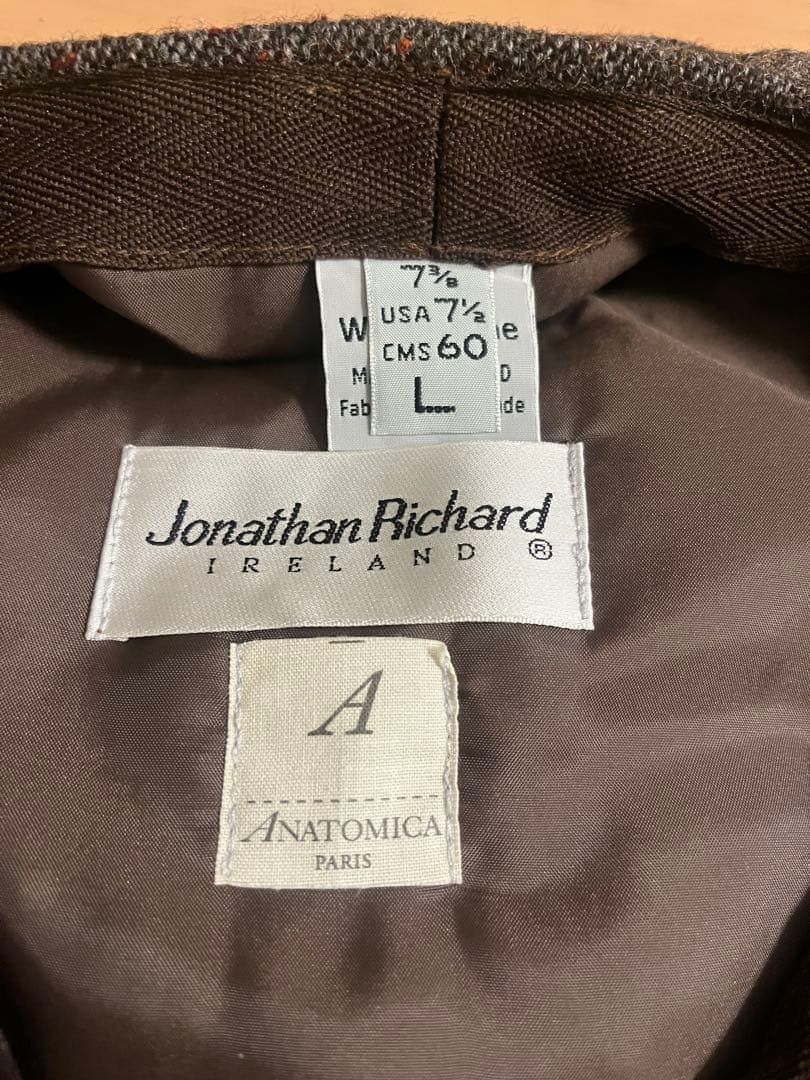 7⅜
USA 7½
CMS 60
L
Jonathan Richard
IRELAND ®
A
ANATOMICA
PARIS